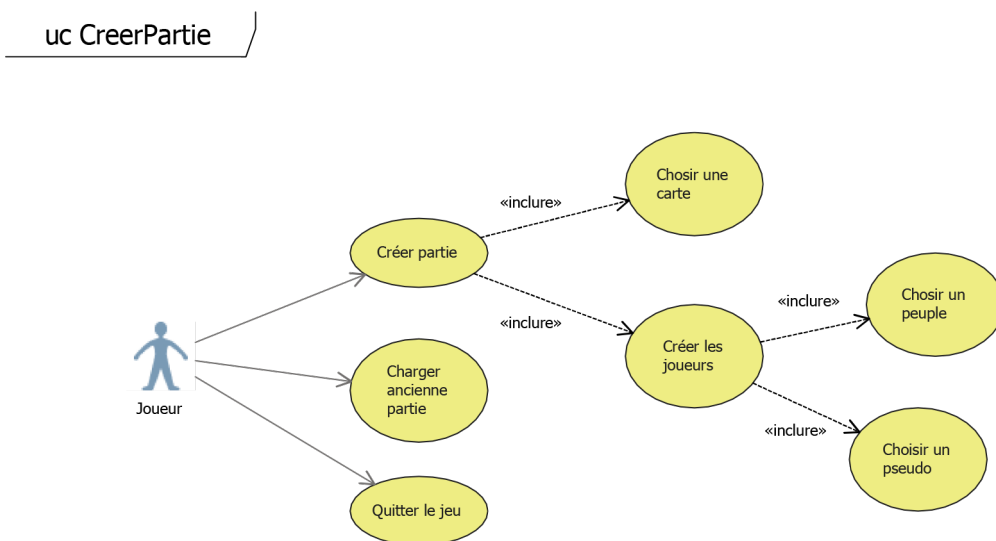 uc CreerPartie
Chosir une
carte
«inclure»
Créer partie
«inclure»
Chosir un
peuple
«inclure»
Créer les
joueurs
Charger
ancienne
partie
Joueur
«inclure»
Choisir un
pseudo
Quitter le jeu